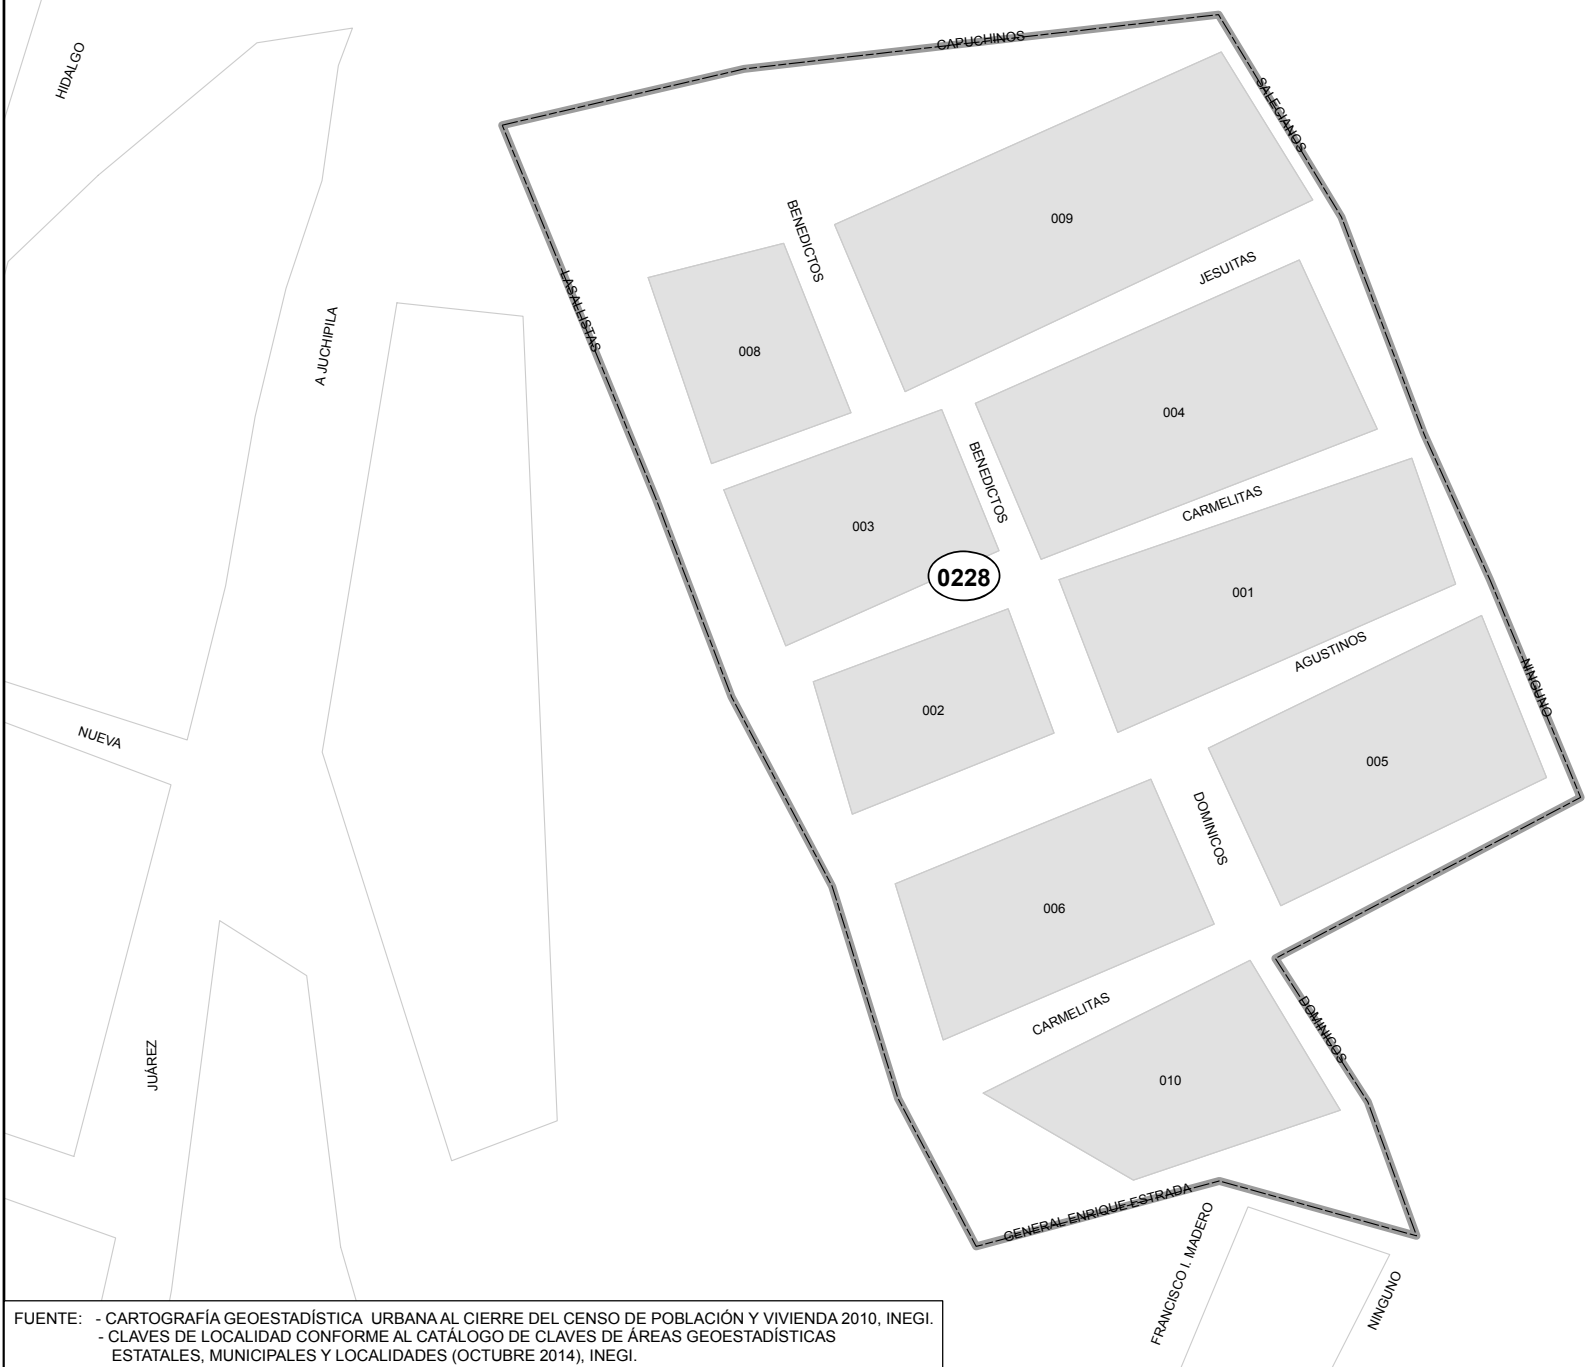 CAPUCHINOS
HIDALGO
SALECIANOS
BENEDICTOS
009
JESUITAS
LASALLISTAS
A JUCHIPILA
008
004
BENEDICTOS
CARMELITAS
003
0228
001
AGUSTINOS
NINGUNO
002
NUEVA
005
DOMINICOS
006
CARMELITAS
DOMINICOS
JUÁREZ
010
GENERAL ENRIQUE ESTRADA
FRANCISCO I. MADERO
NINGUNO
FUENTE: - CARTOGRAFÍA GEOESTADÍSTICA URBANA AL CIERRE DEL CENSO DE POBLACIÓN Y VIVIENDA 2010, INEGI.
- CLAVES DE LOCALIDAD CONFORME AL CATÁLOGO DE CLAVES DE ÁREAS GEOESTADÍSTICAS
ESTATALES, MUNICIPALES Y LOCALIDADES (OCTUBRE 2014), INEGI.